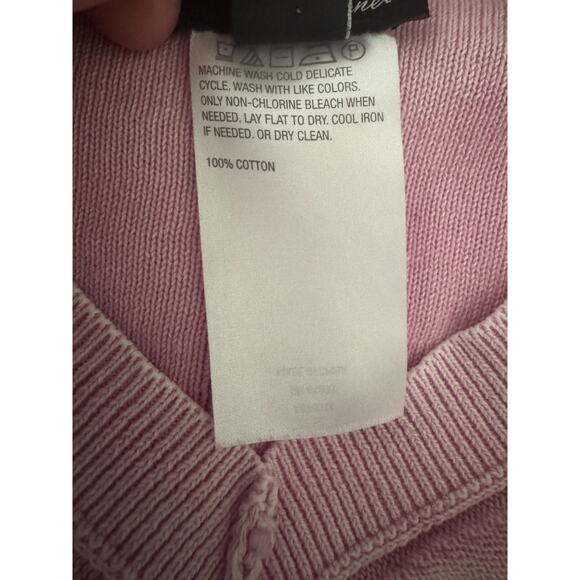 MACHINE WASH COLD DELICATE
CYCLE. WASH WITH LIKE COLORS.
ONLY NON-CHLORINE BLEACH WHEN
NEEDED. LAY FLAT TO DRY. COOL IRON
IF NEEDED. OR DRY CLEAN.
100% COTTON